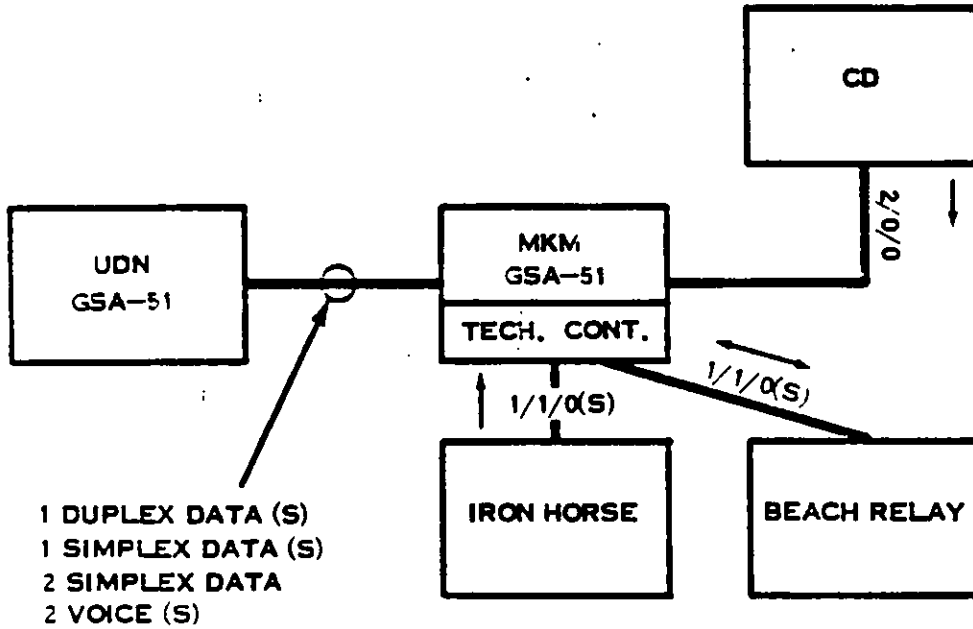 CD
2/0/0
UDN
GSA-51
MKM
GSA-51
TECH. CONT.
1/1/0(S)
1/1/0(S)
IRON HORSE
BEACH RELAY
1 DUPLEX DATA (S)
1 SIMPLEX DATA (S)
2 SIMPLEX DATA
2 VOICE (S)